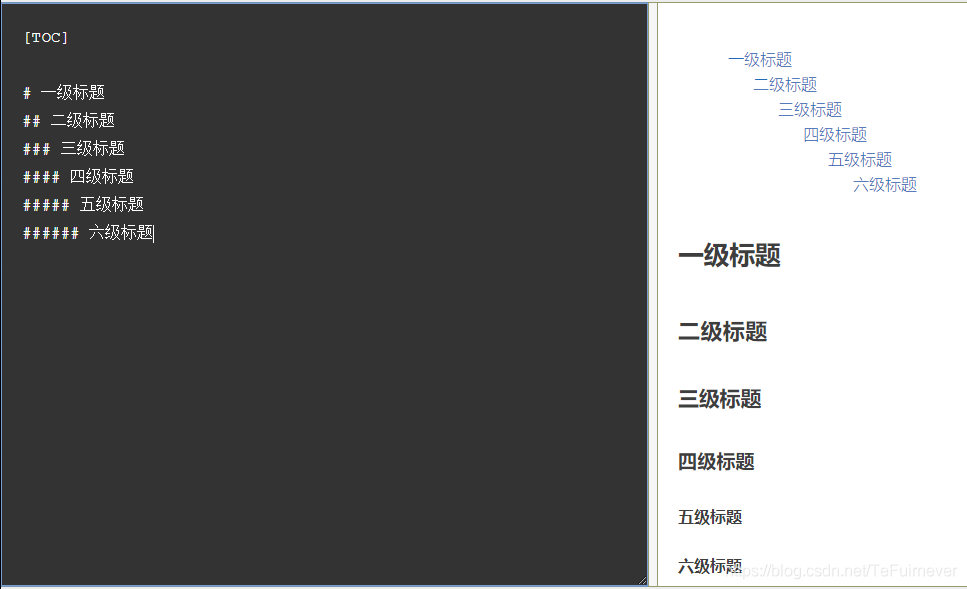 [TOC]
# 一级标题
## 二级标题
### 三级标题
#### 四级标题
##### 五级标题
###### 六级标题
一级标题
二级标题
三级标题
四级标题
五级标题
六级标题
一级标题
二级标题
三级标题
四级标题
五级标题
六级标题
https://blog.csdn.net/TeFuirnever